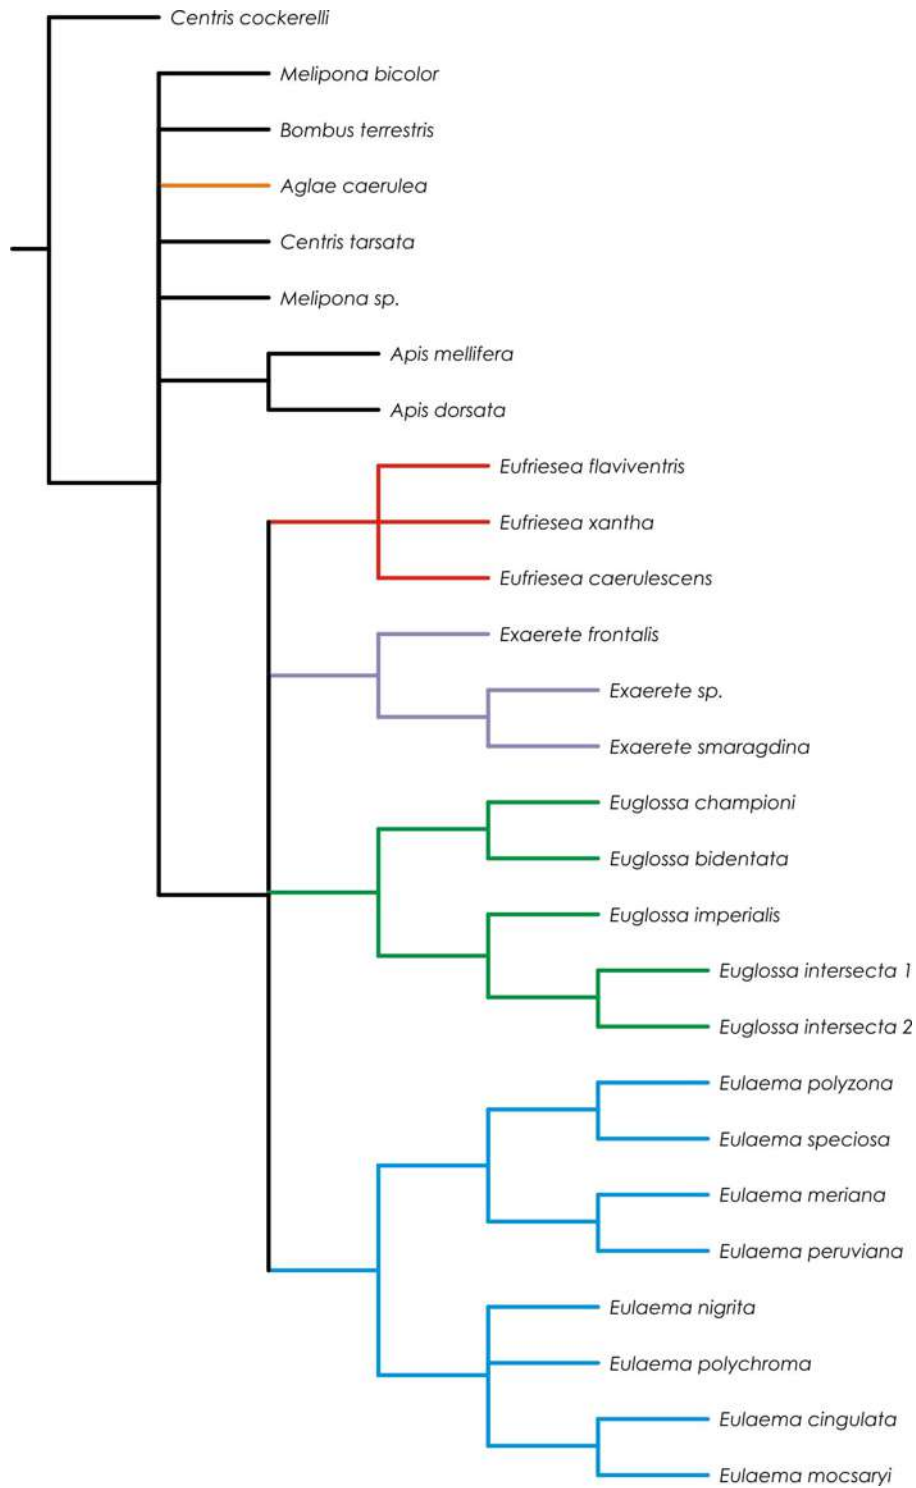 Centris cockerelli
Melipona bicolor
Bombus terrestris
Aglae caerulea
Centris tarsata
Melipona sp.
Apis mellifera
Apis dorsata
Eufriesea flaviventris
Eufriesea xantha
Eufriesea caerulescens
Exaerete frontalis
Exaerete sp.
Exaerete smaragdina
Euglossa championi
Euglossa bidentata
Euglossa imperialis
Euglossa intersecta 1
Euglossa intersecta 2
Eulaema polyzona
Eulaema speciosa
Eulaema meriana
Eulaema peruviana
Eulaema nigrita
Eulaema polychroma
Eulaema cingulata
Eulaema mocsaryi